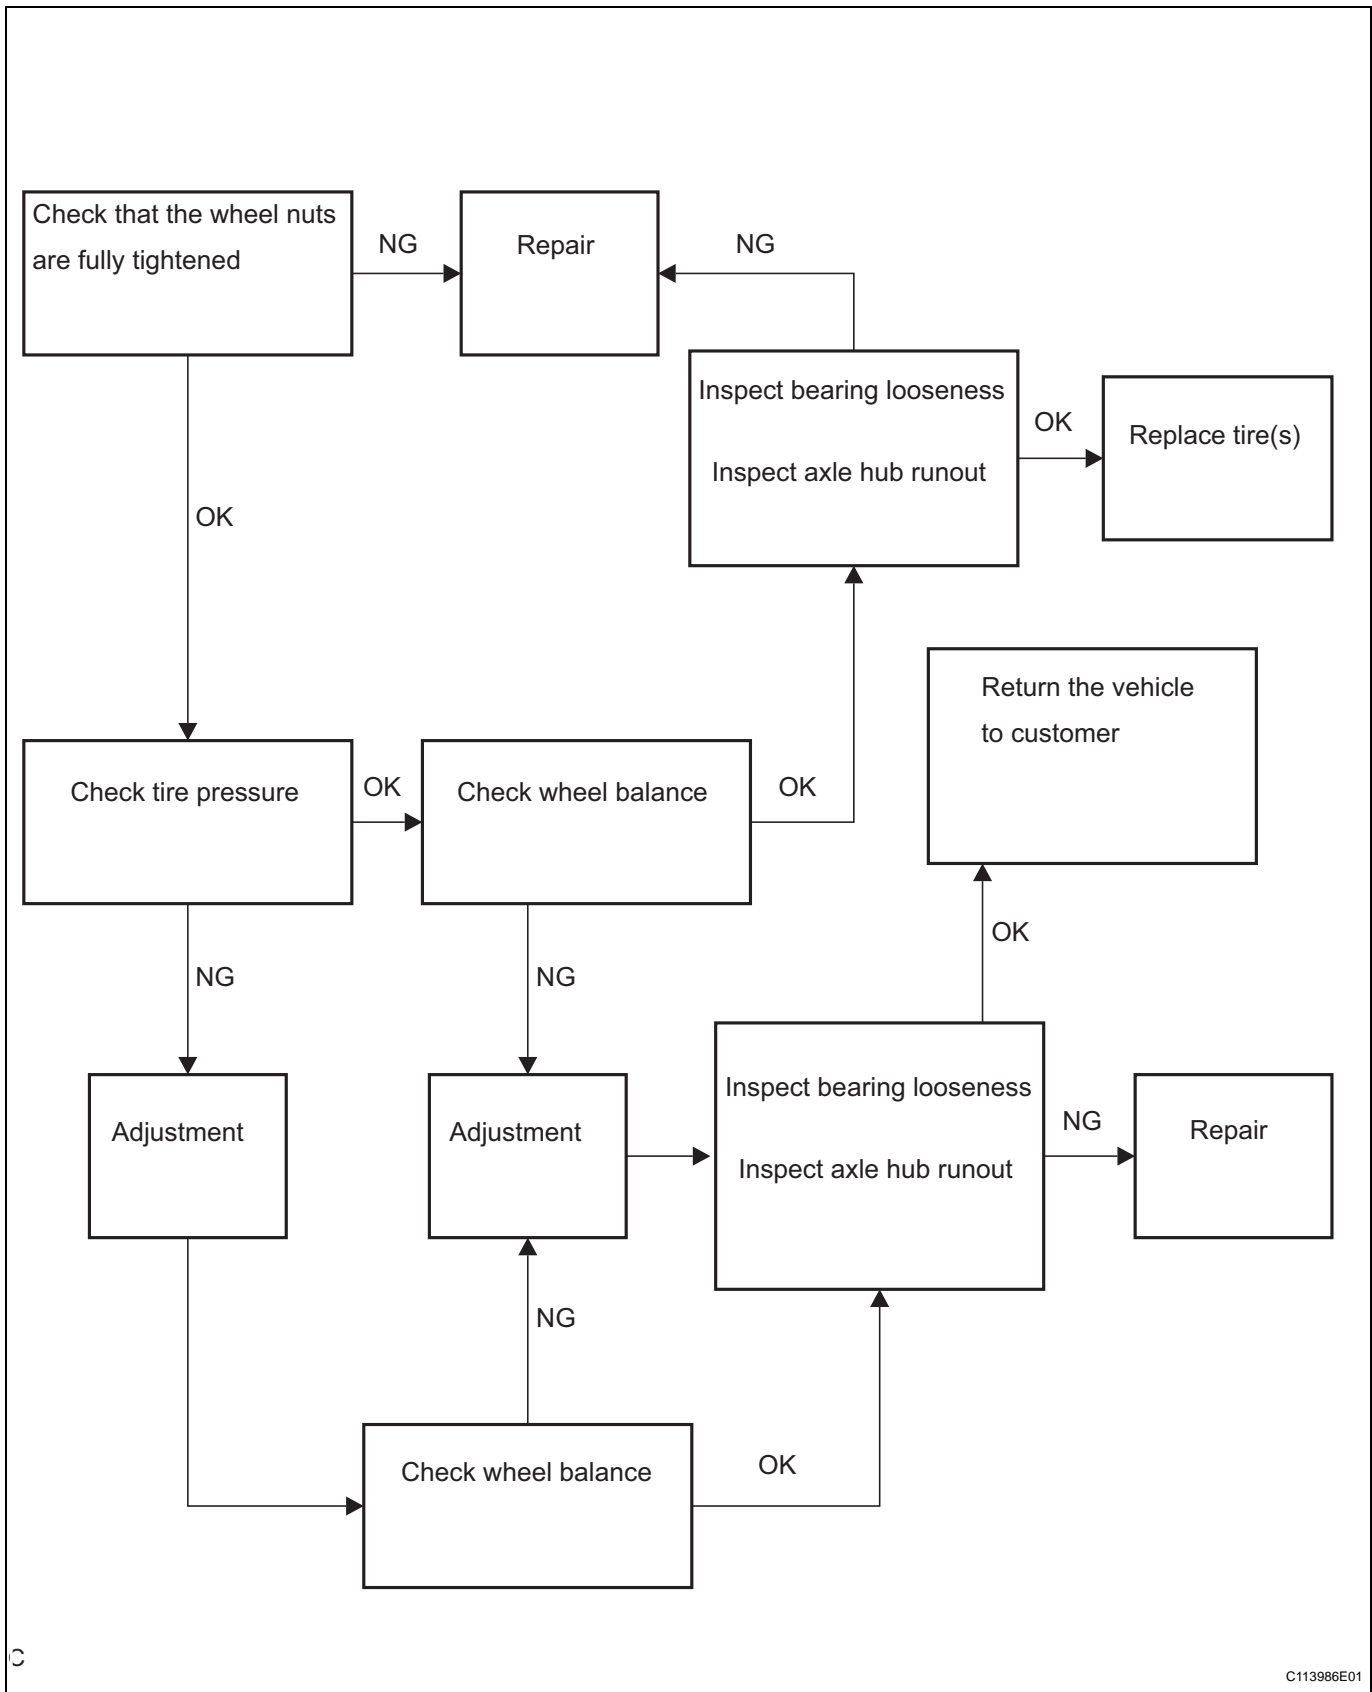 Check that the wheel nuts
are fully tightened
NG
Repair
NG
Inspect bearing looseness
Inspect axle hub runout
OK
Replace tire(s)
OK
Return the vehicle
to customer
Check tire pressure
OK
Check wheel balance
OK
OK
NG
NG
Adjustment
Adjustment
Inspect bearing looseness
Inspect axle hub runout
NG
Repair
NG
Check wheel balance
OK
C
C113986E01